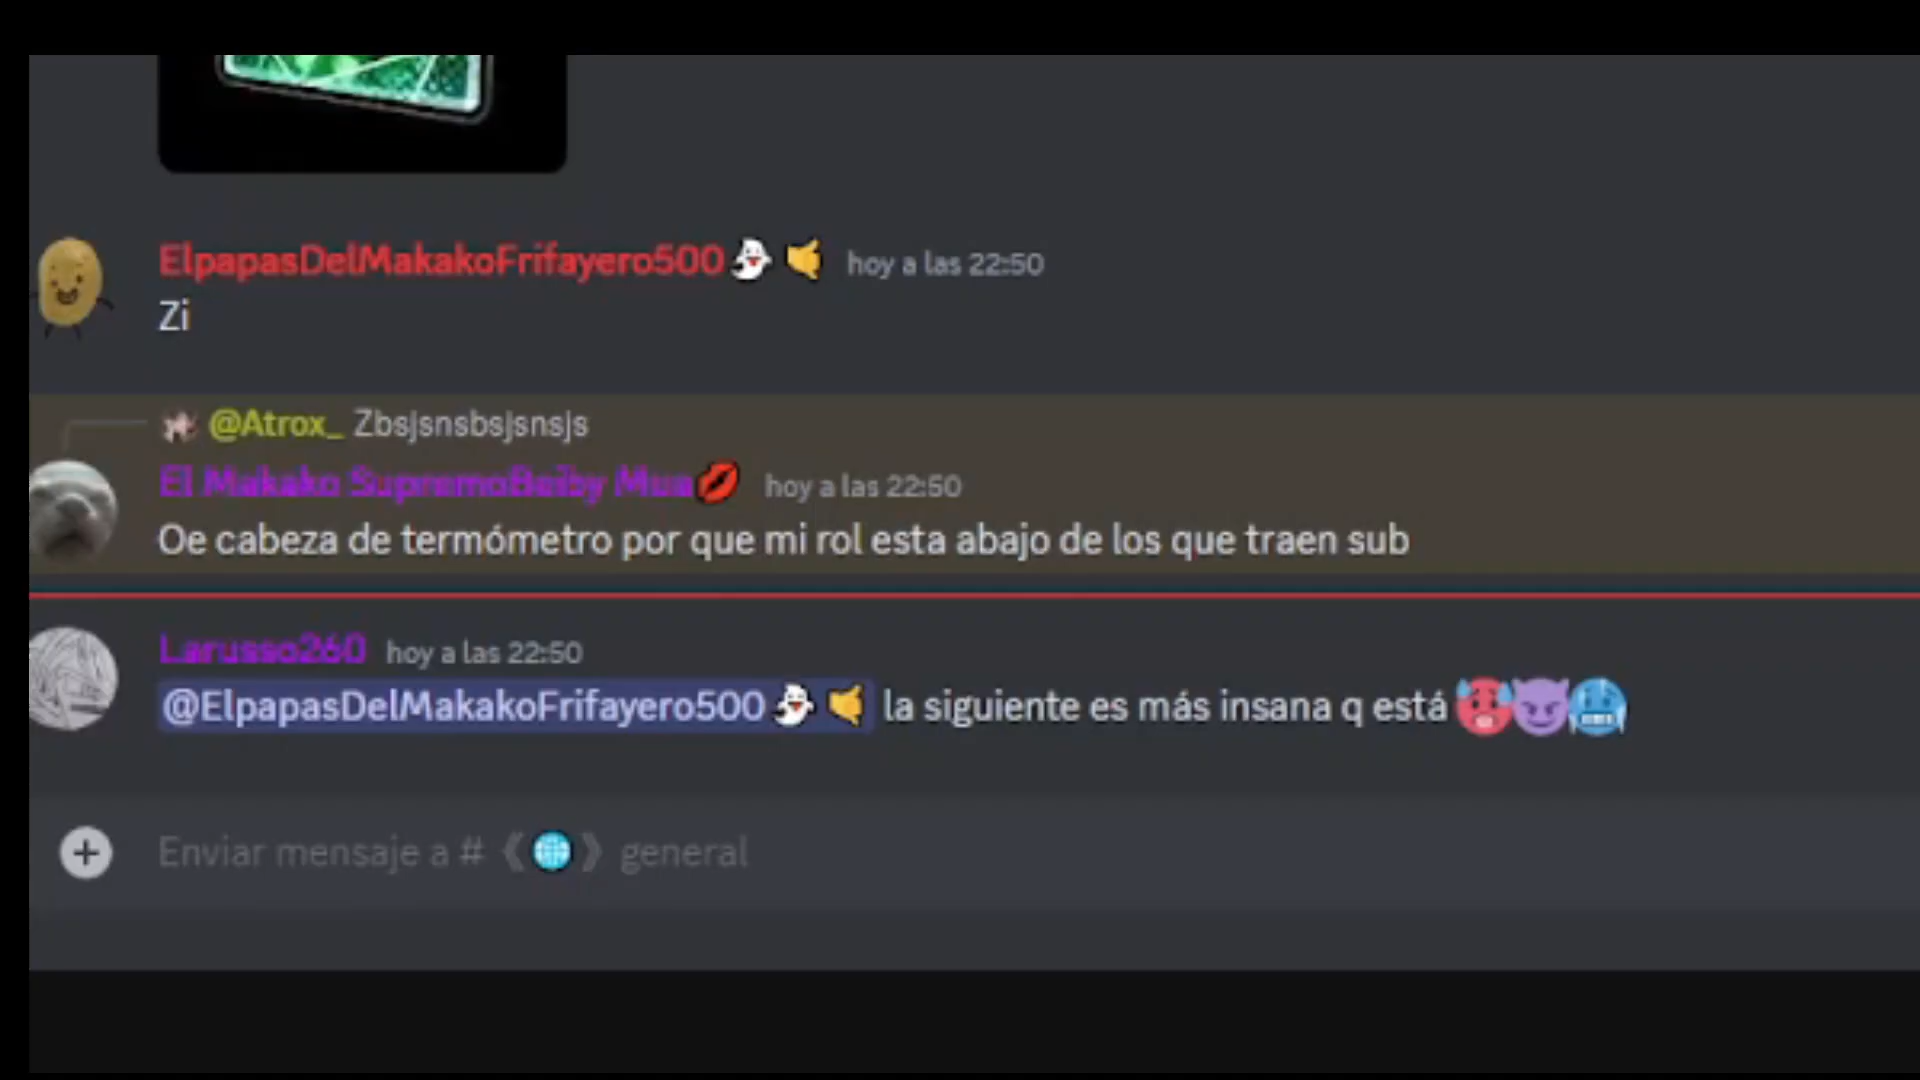 ElpapasDelMakakoFrifayero500👻🤙 hoy a las 22:50
Zi
@Atrox_ Zbsjsnsbsjsnsjs
El Makako SupremoBeiby Mua💋 hoy a las 22:50
Oe cabeza de termómetro por que mi rol esta abajo de los que traen sub
Larusso260 hoy a las 22:50
@ElpapasDelMakakoFrifayero500👻🤙 la siguiente es más insana q está🥵😈🥶
Enviar mensaje a # 《🌐》 general